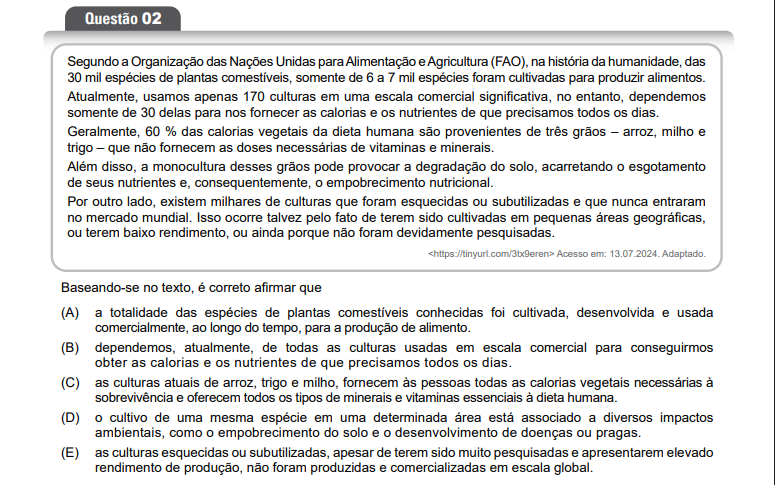 Questão 02
Segundo a Organização das Nações Unidas para Alimentação e Agricultura (FAO), na história da humanidade, das
30 mil espécies de plantas comestíveis, somente de 6 a 7 mil espécies foram cultivadas para produzir alimentos.
Atualmente, usamos apenas 170 culturas em uma escala comercial significativa, no entanto, dependemos
somente de 30 delas para nos fornecer as calorias e os nutrientes de que precisamos todos os dias.
Geralmente, 60 % das calorias vegetais da dieta humana são provenientes de três grãos – arroz, milho e
trigo – que não fornecem as doses necessárias de vitaminas e minerais.
Além disso, a monocultura desses grãos pode provocar a degradação do solo, acarretando o esgotamento
de seus nutrientes e, consequentemente, o empobrecimento nutricional.
Por outro lado, existem milhares de culturas que foram esquecidas ou subutilizadas e que nunca entraram
no mercado mundial. Isso ocorre talvez pelo fato de terem sido cultivadas em pequenas áreas geográficas,
ou terem baixo rendimento, ou ainda porque não foram devidamente pesquisadas.
<https://tinyurl.com/3tx9eren> Acesso em: 13.07.2024. Adaptado.
Baseando-se no texto, é correto afirmar que
(A) a totalidade das espécies de plantas comestíveis conhecidas foi cultivada, desenvolvida e usada
comercialmente, ao longo do tempo, para a produção de alimento.
(B) dependemos, atualmente, de todas as culturas usadas em escala comercial para conseguirmos
obter as calorias e os nutrientes de que precisamos todos os dias.
(C) as culturas atuais de arroz, trigo e milho, fornecem às pessoas todas as calorias vegetais necessárias à
sobrevivência e oferecem todos os tipos de minerais e vitaminas essenciais à dieta humana.
(D) o cultivo de uma mesma espécie em uma determinada área está associado a diversos impactos
ambientais, como o empobrecimento do solo e o desenvolvimento de doenças ou pragas.
(E) as culturas esquecidas ou subutilizadas, apesar de terem sido muito pesquisadas e apresentarem elevado
rendimento de produção, não foram produzidas e comercializadas em escala global.